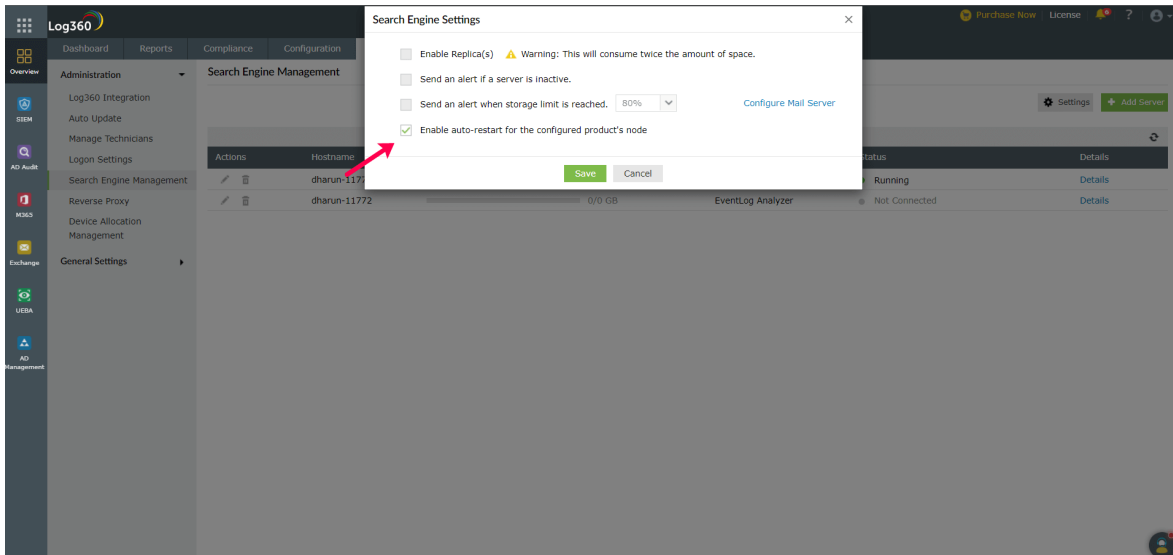 Log360
Purchase Now
License
6
?
Search Engine Settings
Enable Replica(s)
Warning: This will consume twice the amount of space.
Send an alert if a server is inactive.
Send an alert when storage limit is reached.
80%
Configure Mail Server
Enable auto-restart for the configured product's node
Save
Cancel
Dashboard
Reports
Compliance
Configuration
Overview
SIEM
AD Audit
M365
Exchange
UEBA
AD
Management
Administration
Log360 Integration
Auto Update
Manage Technicians
Logon Settings
Search Engine Management
Reverse Proxy
Device Allocation
Management
General Settings
Search Engine Management
Settings
+ Add Server
Actions
Hostname
Status
Details
dharun-1177
Running
Details
dharun-11772
0/0 GB
EventLog Analyzer
Not Connected
Details